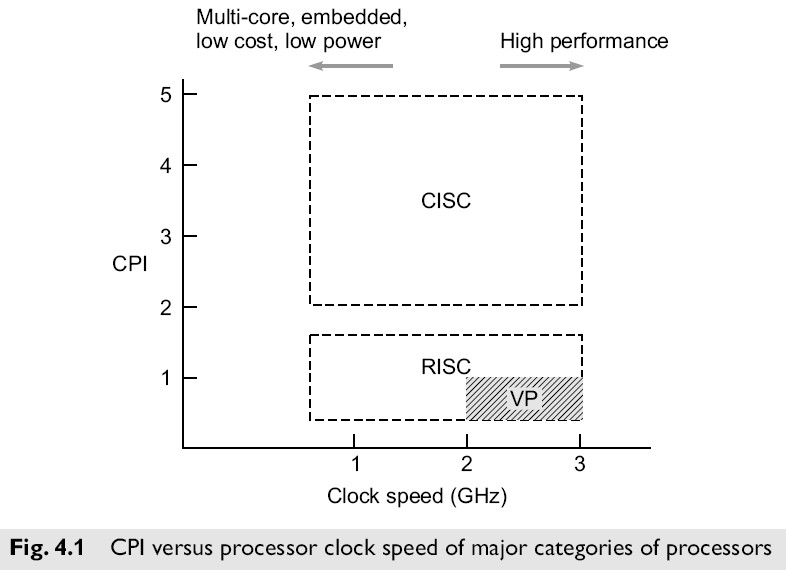 Multi-core, embedded,
low cost, low power
High performance
5
4
3
CPI
2
1
CISC
RISC
VP
1 2 3
Clock speed (GHz)
Fig. 4.1 CPI versus processor clock speed of major categories of processors